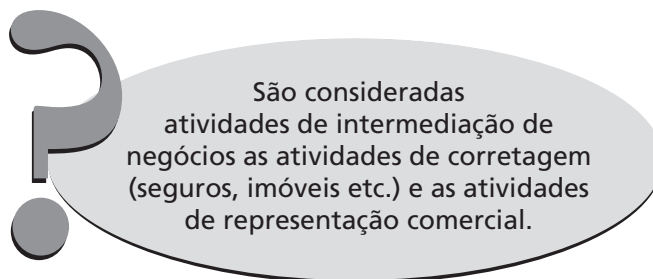 São consideradas
atividades de intermediação de
negócios as atividades de corretagem
(seguros, imóveis etc.) e as atividades
de representação comercial.